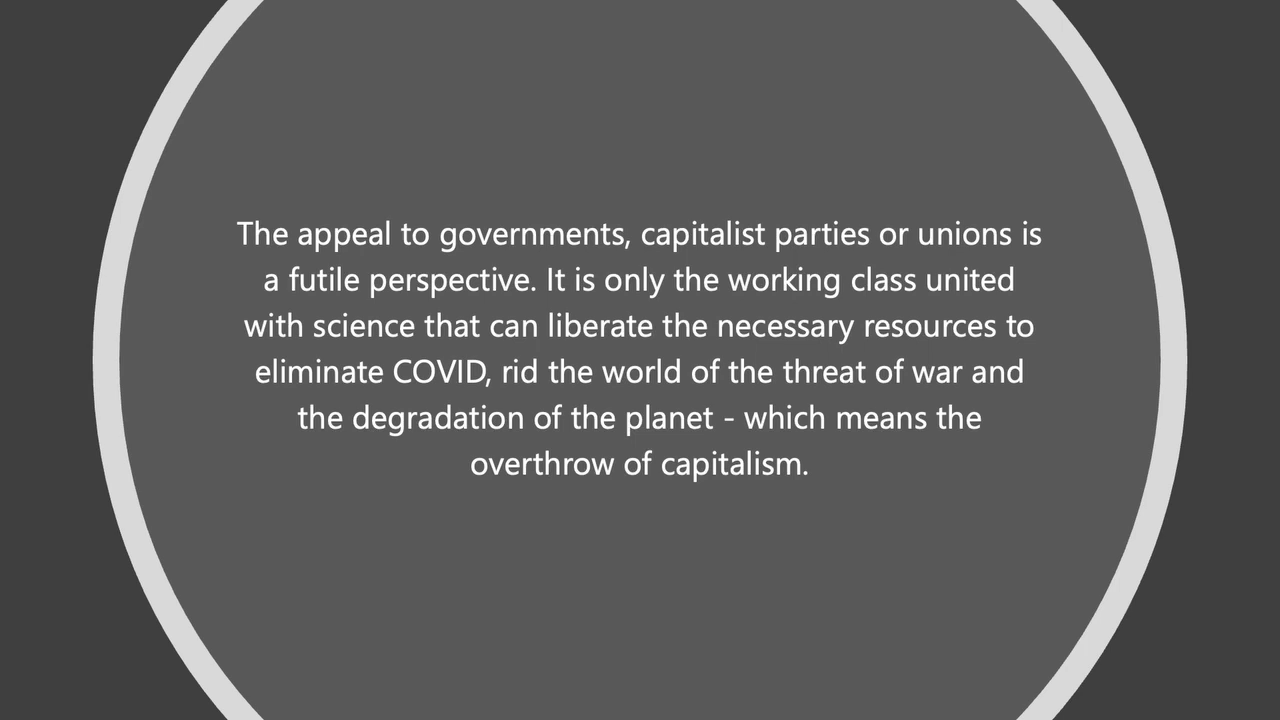 The appeal to governments, capitalist parties or unions is
a futile perspective. It is only the working class united
with science that can liberate the necessary resources to
eliminate COVID, rid the world of the threat of war and
the degradation of the planet - which means the
overthrow of capitalism.